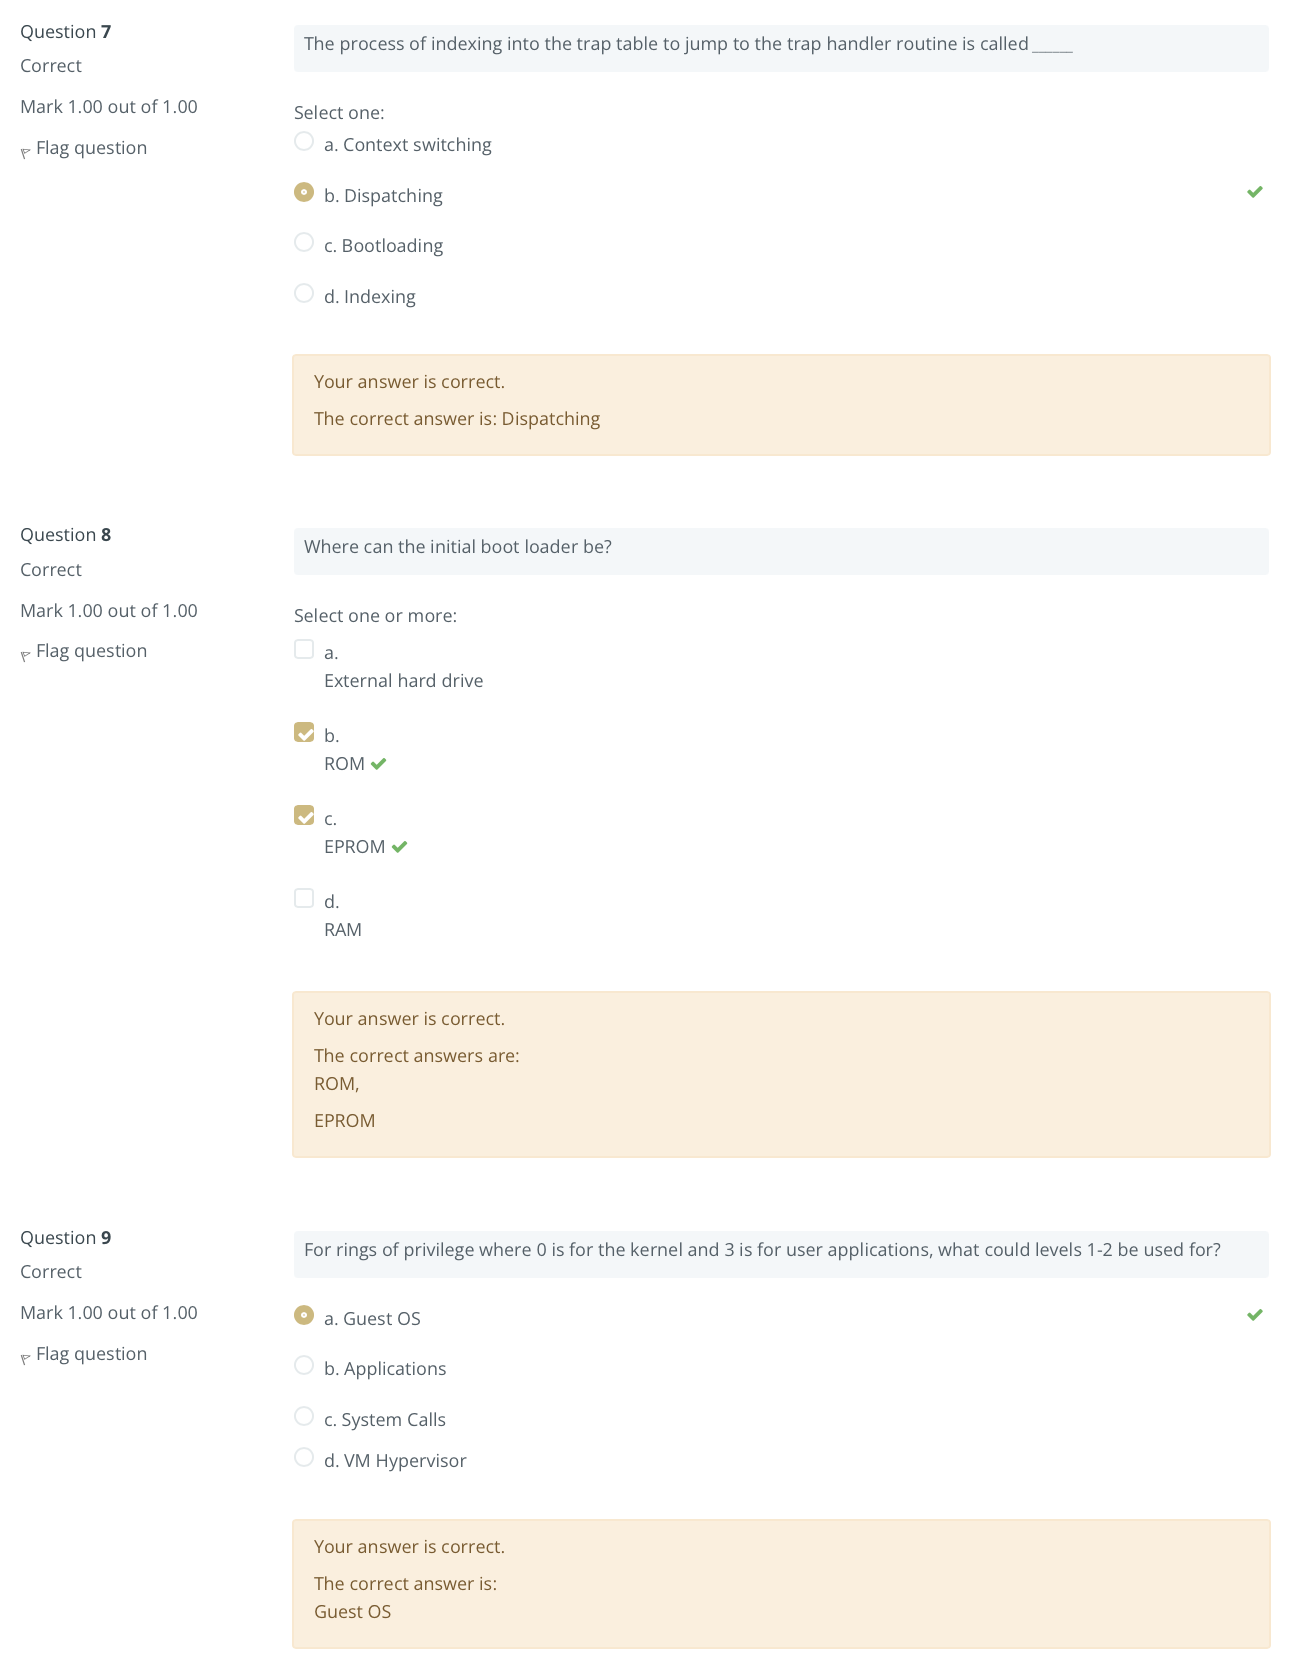 Question 7
Correct
Mark 1.00 out of 1.00
Flag question
The process of indexing into the trap table to jump to the trap handler routine is called _____
Select one:
a. Context switching
b. Dispatching
c. Bootloading
d. Indexing
Your answer is correct.
The correct answer is: Dispatching
Question 8
Correct
Mark 1.00 out of 1.00
Flag question
Where can the initial boot loader be?
Select one or more:
a.
External hard drive
b.
ROM
c.
EPROM
d.
RAM
Your answer is correct.
The correct answers are:
ROM,
EPROM
Question 9
Correct
Mark 1.00 out of 1.00
Flag question
For rings of privilege where 0 is for the kernel and 3 is for user applications, what could levels 1-2 be used for?
a. Guest OS
b. Applications
c. System Calls
d. VM Hypervisor
Your answer is correct.
The correct answer is:
Guest OS